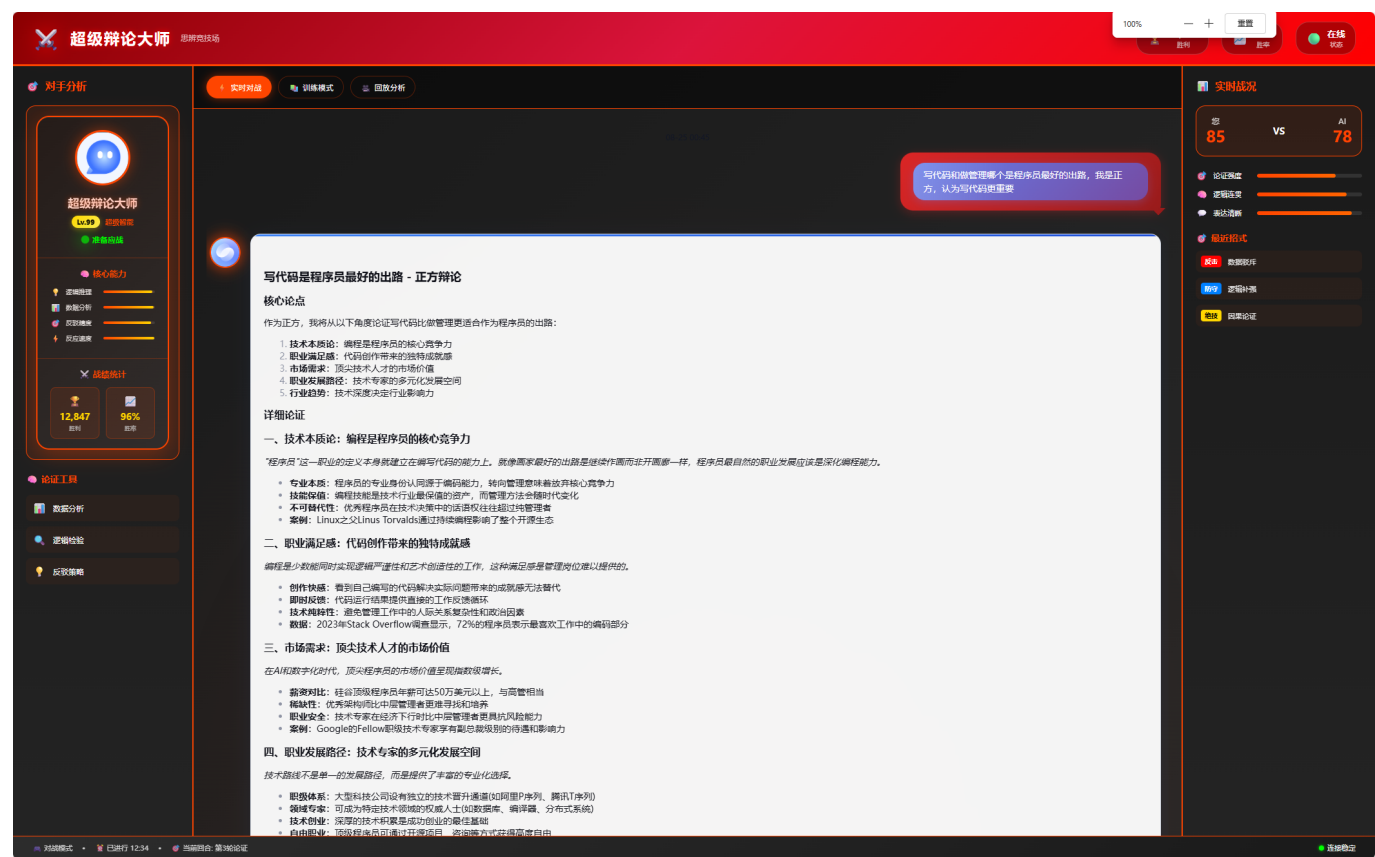 超级辩论大师
思辨竞技场
100%
重置
胜利
胜率
在线
状态
对手分析
超级辩论大师
Lv.99
准备应战
核心能力
逻辑推理
数据分析
反驳精度
反应速度
战绩统计
12,847
胜利
96%
胜率
论证工具
数据分析
逻辑检验
反驳策略
实时对战
训练模式
回放分析
写代码和做管理哪个是程序员最好的出路，我是正
方，认为写代码更重要
写代码是程序员最好的出路 - 正方辩论
核心论点
作为正方，我将从以下角度论证写代码比做管理更适合作为程序员的出路：
1. 技术本质论：编程是程序员的核心竞争力
2. 职业满足感：代码创作带来的独特成就感
3. 市场需求：顶尖技术人才的市场价值
4. 职业发展路径：技术专家的多元化发展空间
5. 行业趋势：技术深度决定行业影响力
详细论证
一、技术本质论：编程是程序员的核心竞争力
"程序员"这一职业的定义本身就建立在编写代码的能力上。就像画家最好的出路是继续作画而非开画廊一样，程序员最自然的职业发展应该是深化编程能力。
专业本质：程序员的专业身份认同源于编码能力，转向管理意味着放弃核心竞争力
技能保值：编程技能是技术行业最保值的资产，而管理方法会随时代变化
不可替代性：优秀程序员在技术决策中的话语权往往超过纯管理者
案例：Linux之父Linus Torvalds通过持续编程影响了整个开源生态
二、职业满足感：代码创作带来的独特成就感
编程是少数能同时实现逻辑严谨性和艺术创造性的工作，这种满足感是管理岗位难以提供的。
创作快感：看到自己编写的代码解决实际问题带来的成就感无法替代
即时反馈：代码运行结果提供直接的工作反馈循环
技术纯粹性：避免管理工作中的人际关系复杂性和政治因素
数据：2023年Stack Overflow调查显示，72%的程序员表示最喜欢工作中的编码部分
三、市场需求：顶尖技术人才的市场价值
在AI和数字化时代，顶尖程序员的市场价值呈现指数级增长。
薪资对比：硅谷顶级程序员年薪可达50万美元以上，与高管相当
稀缺性：优秀架构师比中层管理者更难寻找和培养
职业安全：技术专家在经济下行时比中层管理者更具抗风险能力
案例：Google的Fellow职级技术专家享有副总裁级别的待遇和影响力
四、职业发展路径：技术专家的多元化发展空间
技术路线不是单一的发展路径，而是提供了丰富的专业化选择。
职级体系：大型科技公司设有独立的技术晋升通道(如阿里P序列、腾讯T序列)
领域专家：可成为特定技术领域的权威人士(如数据库、编译器、分布式系统)
技术创业：深厚的技术积累是成功创业的最佳基础
自由职业：顶级程序员可通过开源项目、咨询等方式获得高度自由
实时战况
您
85
VS
AI
78
论证强度
逻辑连贯
表达清晰
最近招式
反击 数据驳斥
防守 逻辑补强
绝技 因果论证
对战模式 • 已进行 12:34 • 当前回合: 第3轮论证
连接稳定